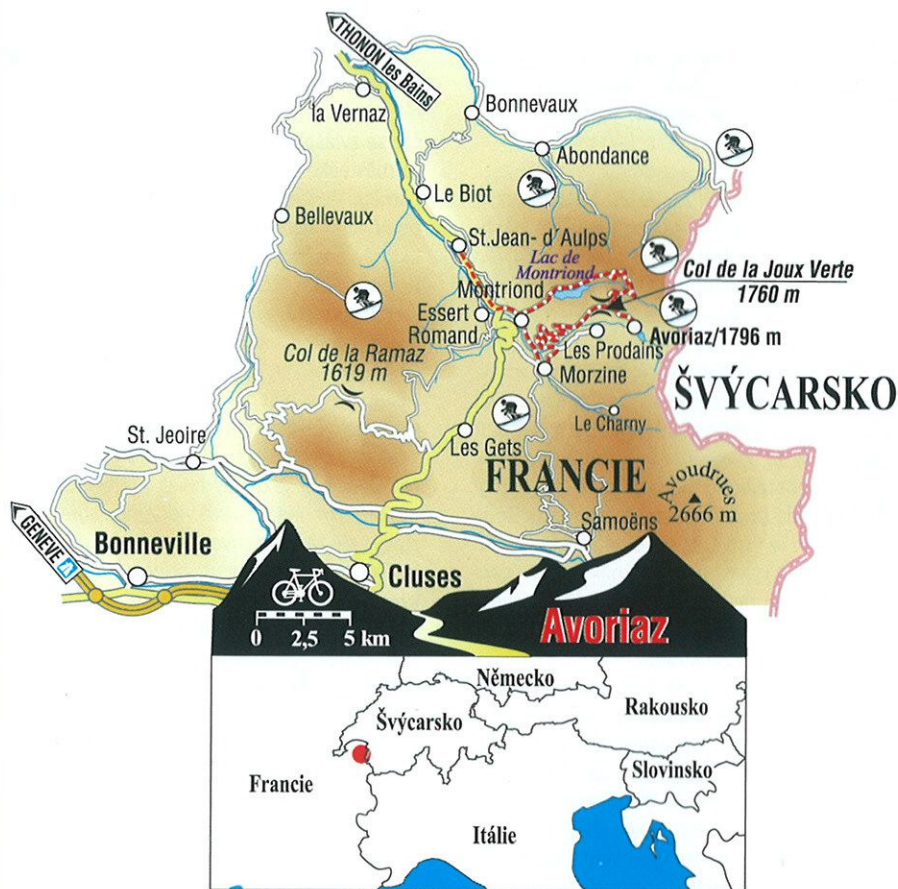 THONON les Bains
la Vernaz
Bonnevaux
Abondance
Le Biot
Bellevaux
St.Jean- d'Aulps
Lac de
Montriond
Col de la Joux Verte
1760 m
Montriond
Essert
Romand
Avoriaz/1796 m
Les Prodains
Col de la Ramaz
1619 m
Morzine
ŠVÝCARSKO
Le Charny
St. Jeoire
Les Gets
FRANCIE
Avoudrues
2666 m
Samoëns
GENEVE
Bonneville
Cluses
Avoriaz
0 2,5 5 km
Německo
Švýcarsko
Rakousko
Francie
Slovinsko
Itálie